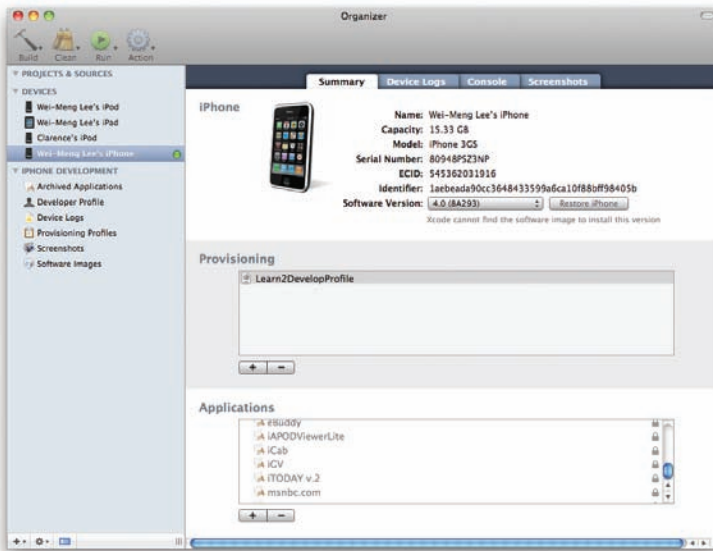 Organizer
Build Clean Run Action
PROJECTS & SOURCES
DEVICES
Wei-Meng Lee's iPod
Wei-Meng Lee's iPad
Clarence's iPod
Wei-Meng Lee's iPhone
IPHONE DEVELOPMENT
Archived Applications
Developer Profile
Device Logs
Provisioning Profiles
Screenshots
Software Images
Summary Device Logs Console Screenshots
iPhone
Name: Wei-Meng Lee's iPhone
Capacity: 15.33 GB
Model: iPhone 3GS
Serial Number: 80948PSZ3NP
ECID: 545362031916
Identifier: 1aebeada90cc3648433599a6ca10f88bff98405b
Software Version: 4.0 (8A293) Restore iPhone
Xcode cannot find the software image to install this version
Provisioning
Learn2DevelopProfile
Applications
eBuddy
iAPODViewerLite
iCab
iCV
iTODAY v.2
msnbc.com